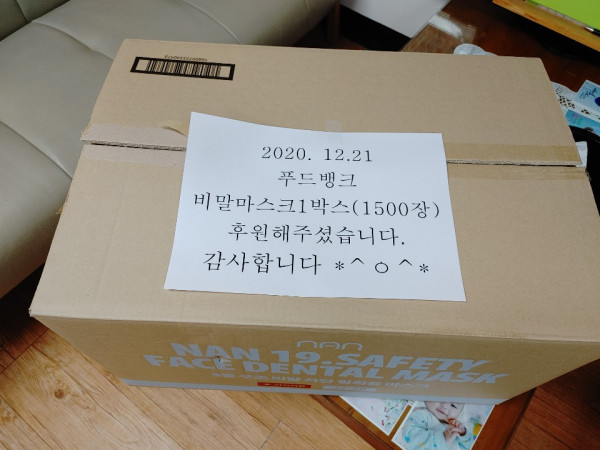 2020. 12.21
푸드뱅크
비말마스크1박스(1500장)
후원해주셨습니다.
감사합니다 *^ㅇ^*
nan
NAN 19.SAFETY
FACE DENTAL MASK